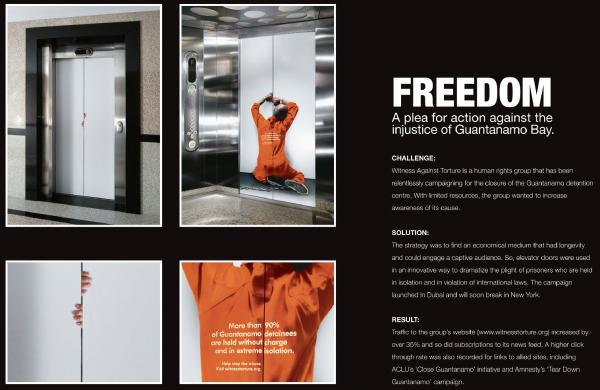 FREEDOM
A plea for action against the
injustice of Guantanamo Bay.
CHALLENGE:
Witness Against Torture is a human rights group that has been
relentlessly campaigning for the closure of the Guantanamo detention
centre. With limited resources, the group wanted to increase
awareness of its cause.
SOLUTION:
The strategy was to find an economical medium that had longevity
and could engage a captive audience. So, elevator doors were used
in an innovative way to dramatize the plight of prisoners who are held
in isolation and in violation of international laws. The campaign
launched in Dubai and will soon break in New York.
RESULT:
Traffic to the group's website (www.witnesstorture.org) increased by
over 35% and so did subscriptions to its news feed. A higher click
through rate was also recorded for links to allied sites, including
ACLU's 'Close Guantanamo' initiative and Amnesty's 'Tear Down
Guantanamo' campaign.
More than 90%
of Guantanamo detainees
are held without charge
and in extreme isolation.
Help stop the abuse.
Visit witnesstorture.org